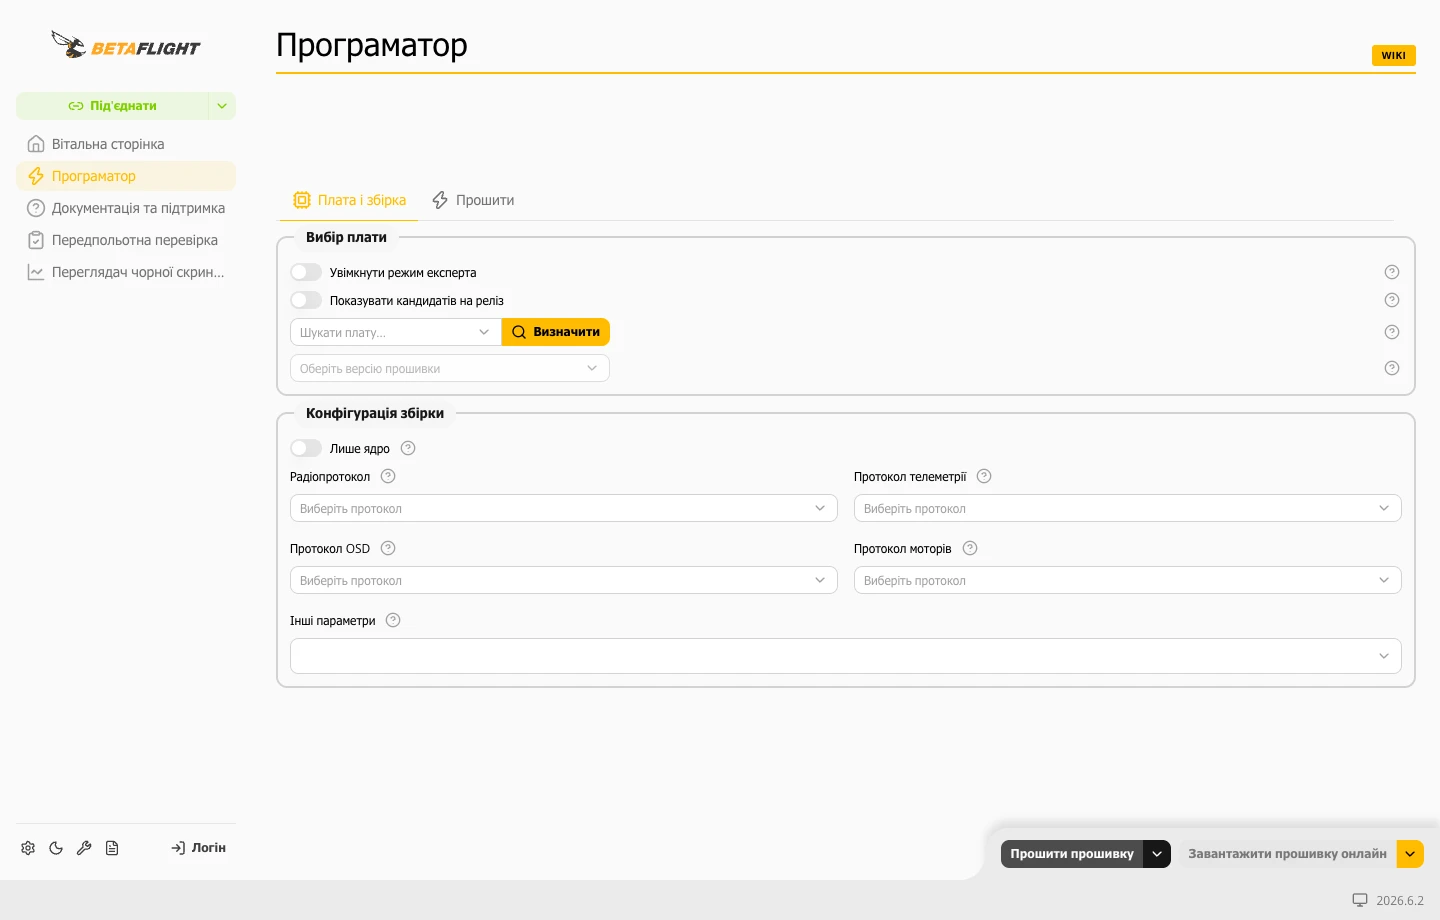 BETAFLIGHT
Під'єднати
Вітальна сторінка
Програматор
Документація та підтримка
Передпольотна перевірка
Переглядач чорної скрин...
Логін
Програматор
WIKI
Плата і збірка
Прошити
Вибір плати
Увімкнути режим експерта
Показувати кандидатів на реліз
Шукати плату...
Визначити
Оберіть версію прошивки
Конфігурація збірки
Лише ядро
Радіопротокол
Протокол телеметрії
Виберіть протокол
Виберіть протокол
Протокол OSD
Протокол моторів
Виберіть протокол
Виберіть протокол
Інші параметри
Прошити прошивку
Завантажити прошивку онлайн
2026.6.2